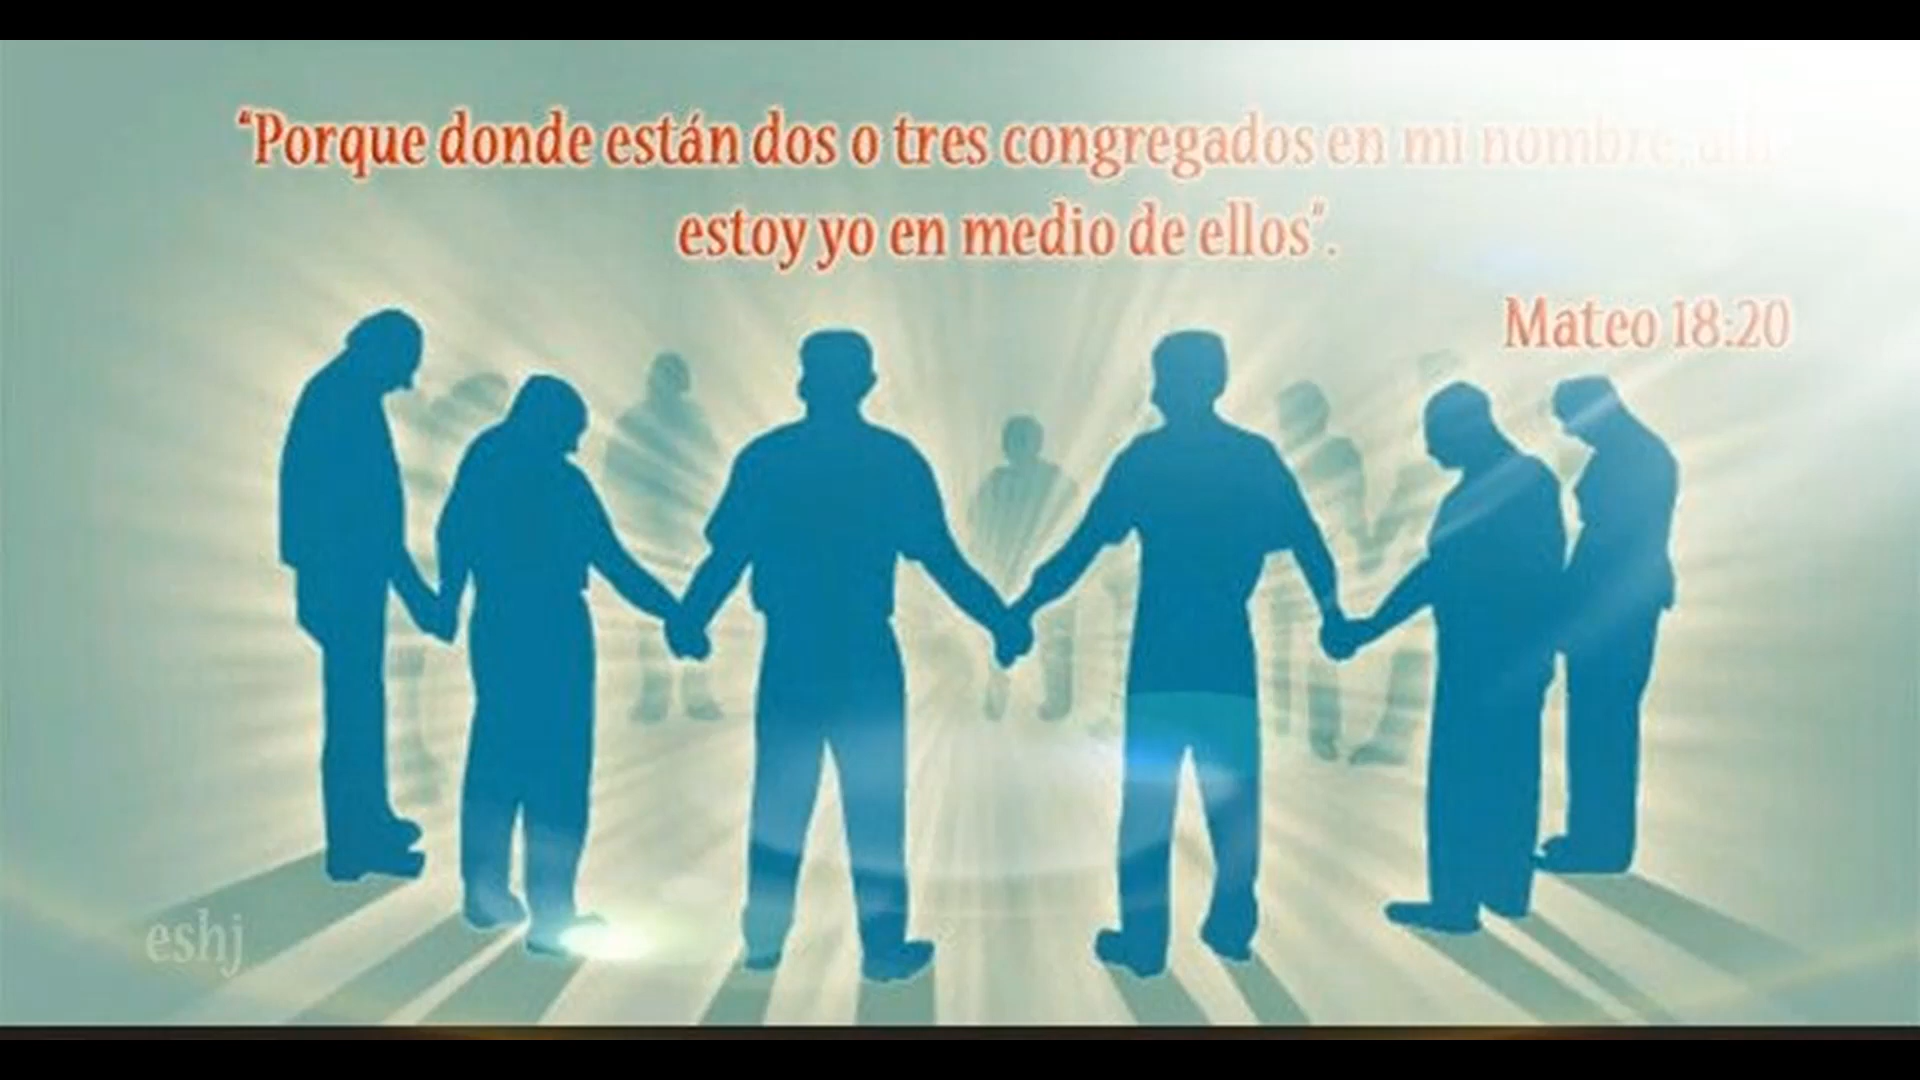 “Porque donde están dos o tres congregados en mi nombre, allí
estoy yo en medio de ellos”.
Mateo 18:20
eshj